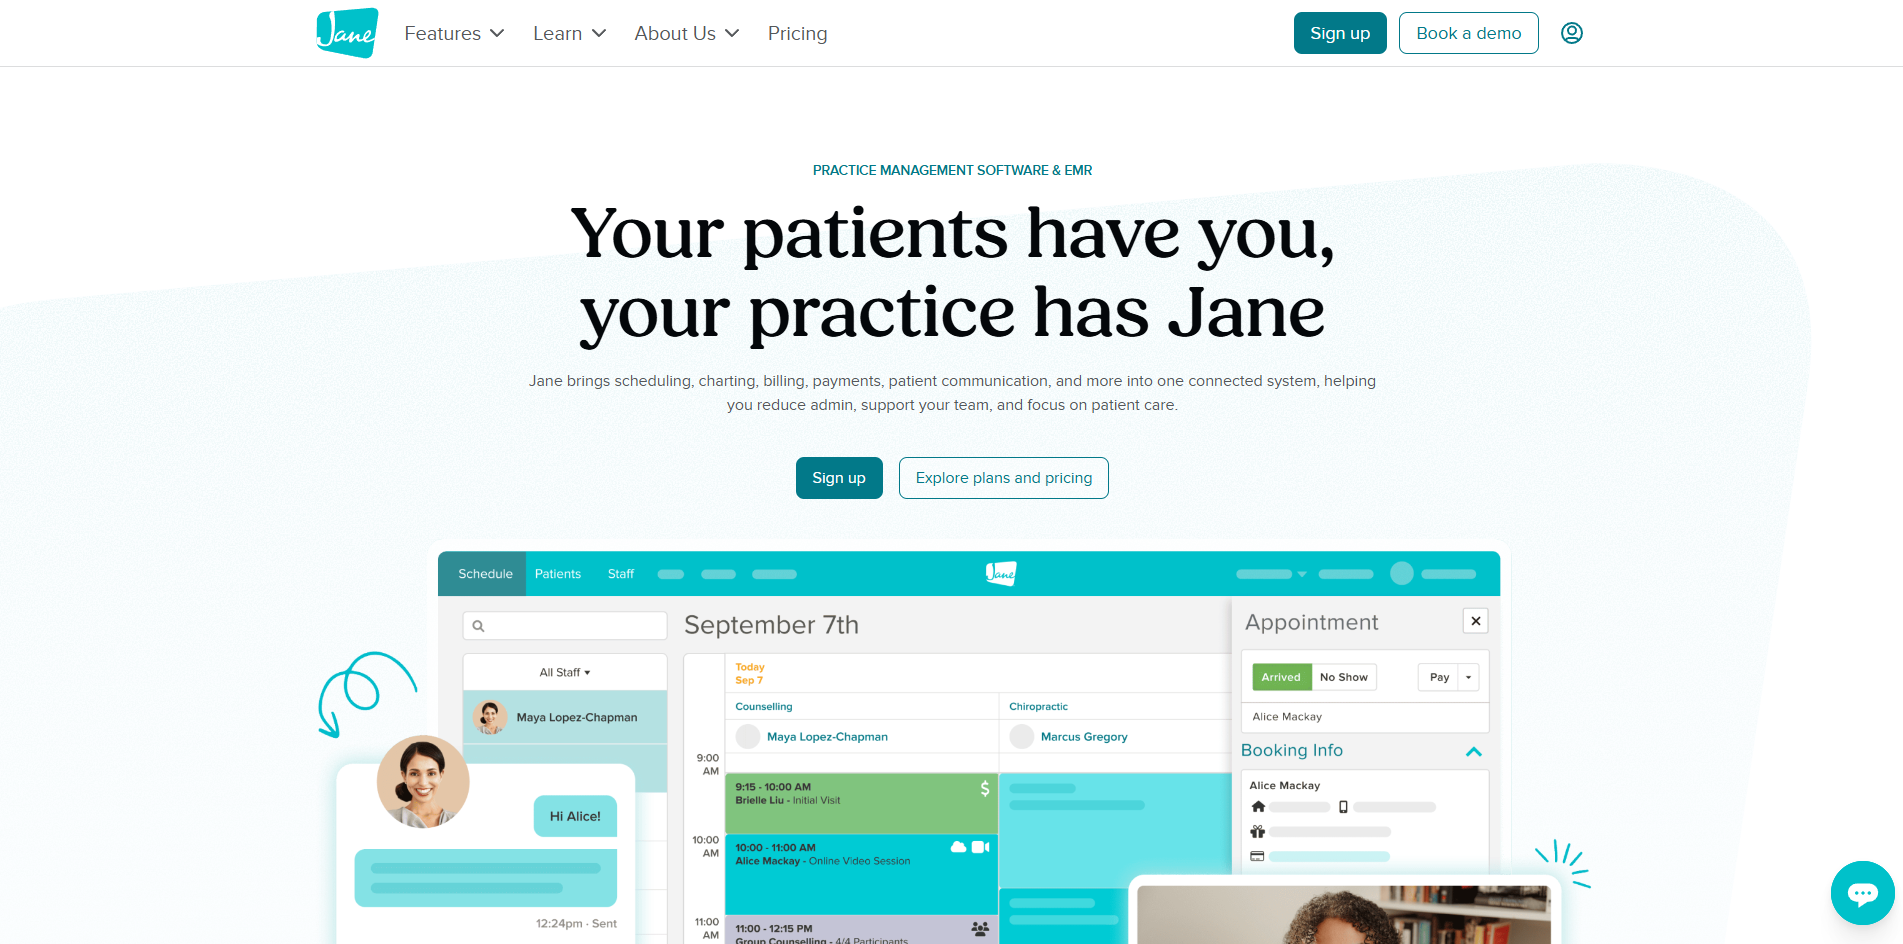 Jane
Features
Learn
About Us
Pricing
Sign up
Book a demo
PRACTICE MANAGEMENT SOFTWARE & EMR
Your patients have you,
your practice has Jane
Jane brings scheduling, charting, billing, payments, patient communication, and more into one connected system, helping
you reduce admin, support your team, and focus on patient care.
Sign up
Explore plans and pricing
Schedule
Patients
Staff
Jane
September 7th
All Staff
Maya Lopez-Chapman
Hi Alice!
12:24pm - Sent
Today
Sep 7
Counselling
Chiropractic
Maya Lopez-Chapman
Marcus Gregory
9:00
AM
9:15 - 10:00 AM
$
Brielle Liu - Initial Visit
10:00
AM
10:00 - 11:00 AM
Alice Mackay - Online Video Session
11:00
AM
11:00 - 12:15 PM
Group Counselling - 4/4 Participants
Appointment
Arrived
No Show
Pay
Alice Mackay
Booking Info
Alice Mackay